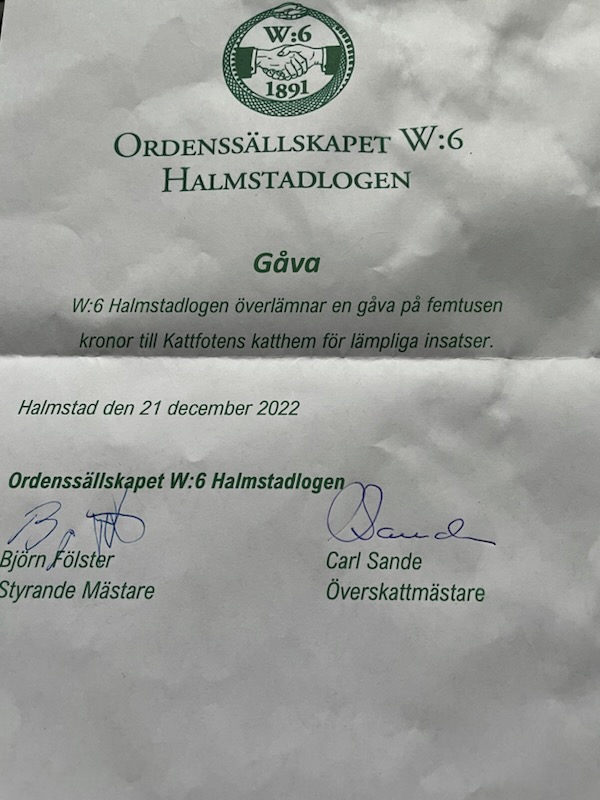 W:6
1891
ORDENSSÄLLSKAPET W:6
HALMSTADLOGEN
Gåva
W:6 Halmstadlogen överlämnar en gåva på femtusen
kronor till Kattfotens katthem för lämpliga insatser.
Halmstad den 21 december 2022
Ordenssällskapet W:6 Halmstadlogen
Björn Fölster
Styrande Mästare
Carl Sande
Överskattmästare